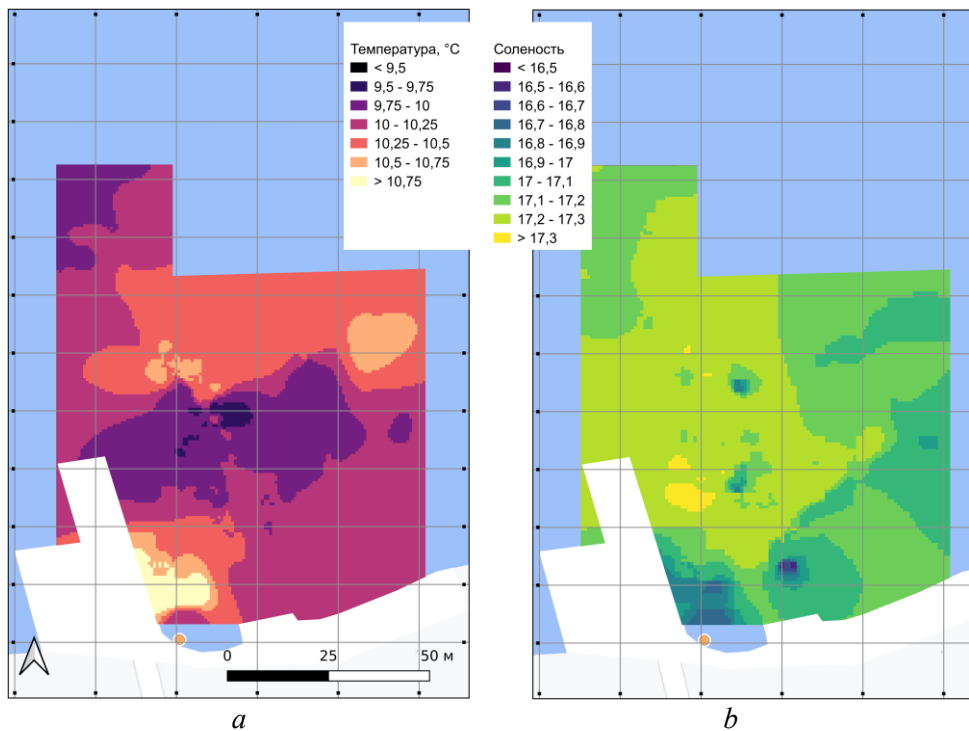 Температура, °C
< 9,5
9,5 - 9,75
9,75 - 10
10 - 10,25
10,25 - 10,5
10,5 - 10,75
> 10,75
Соленость
< 16,5
16,5 - 16,6
16,6 - 16,7
16,7 - 16,8
16,8 - 16,9
16,9 - 17
17 - 17,1
17,1 - 17,2
17,2 - 17,3
> 17,3
0 25 50 м
a
b